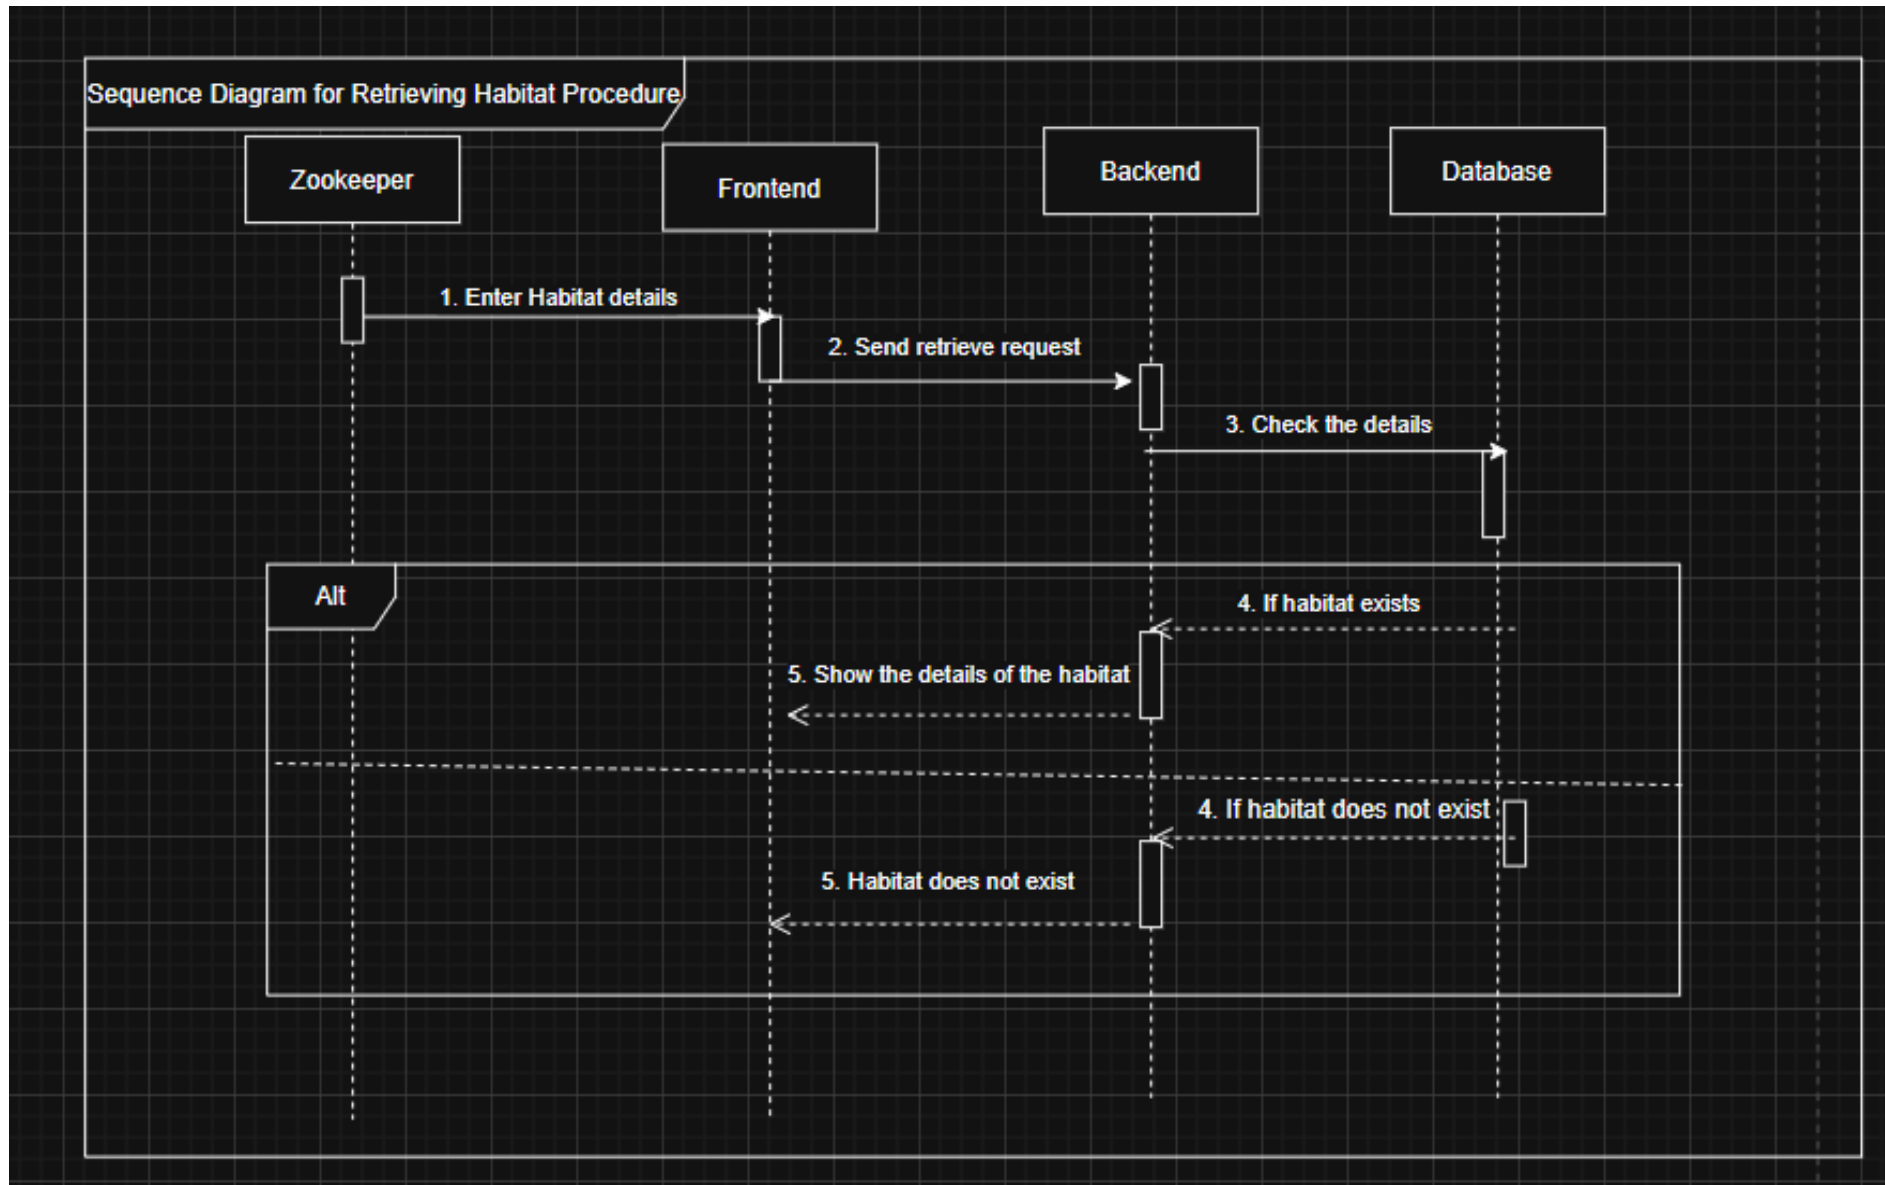 Sequence Diagram for Retrieving Habitat Procedure
Zookeeper
Frontend
Backend
Database
1. Enter Habitat details
2. Send retrieve request
3. Check the details
Alt
4. If habitat exists
5. Show the details of the habitat
4. If habitat does not exist
5. Habitat does not exist